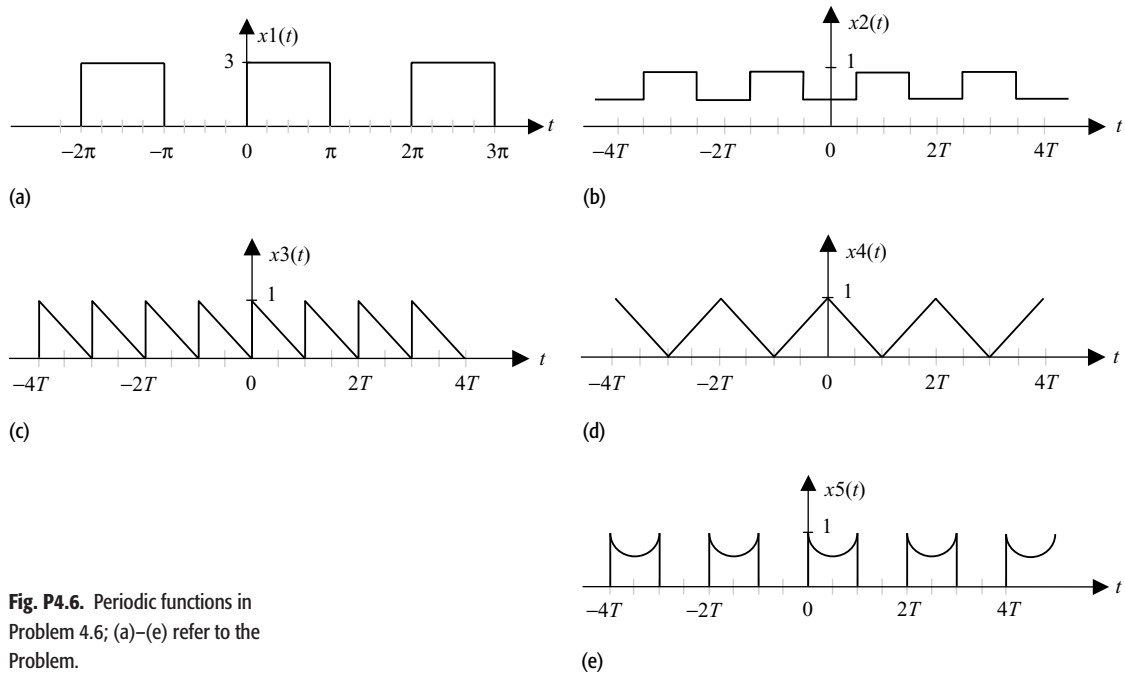 x1(t)
3
t
−2π −π 0 π 2π 3π
(a)
x2(t)
1
t
−4T −2T 0 2T 4T
(b)
x3(t)
1
t
−4T −2T 0 2T 4T
(c)
x4(t)
1
t
−4T −2T 0 2T 4T
(d)
x5(t)
1
t
−4T −2T 0 2T 4T
(e)
Fig. P4.6. Periodic functions in
Problem 4.6; (a)–(e) refer to the
Problem.